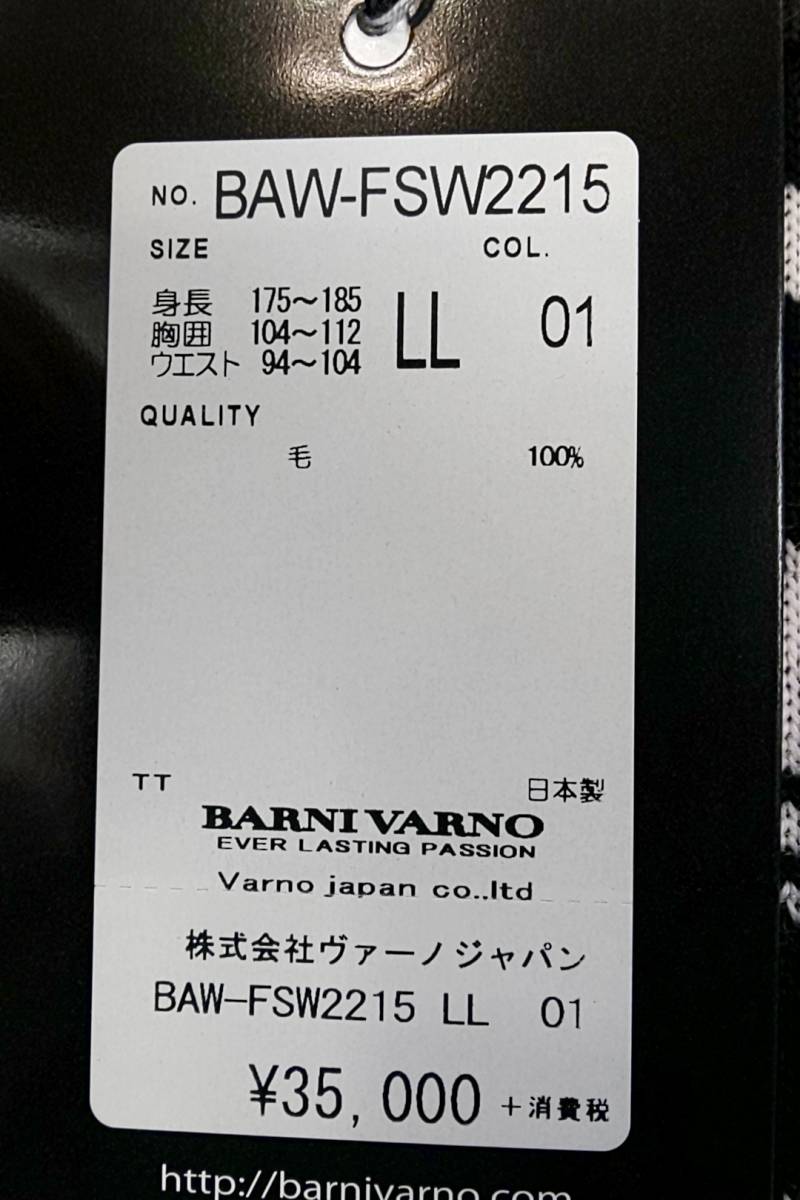 NO. BAW-FSW2215
SIZE COL.
身長 175～185
胸囲 104～112 LL 01
ウエスト 94～104
QUALITY
毛 100%
TT 日本製
BARNI VARNO
EVER LASTING PASSION
Varno japan co.,ltd
株式会社ヴァーノジャパン
BAW-FSW2215 LL 01
¥35,000 +消費税
http://barnivarno.com